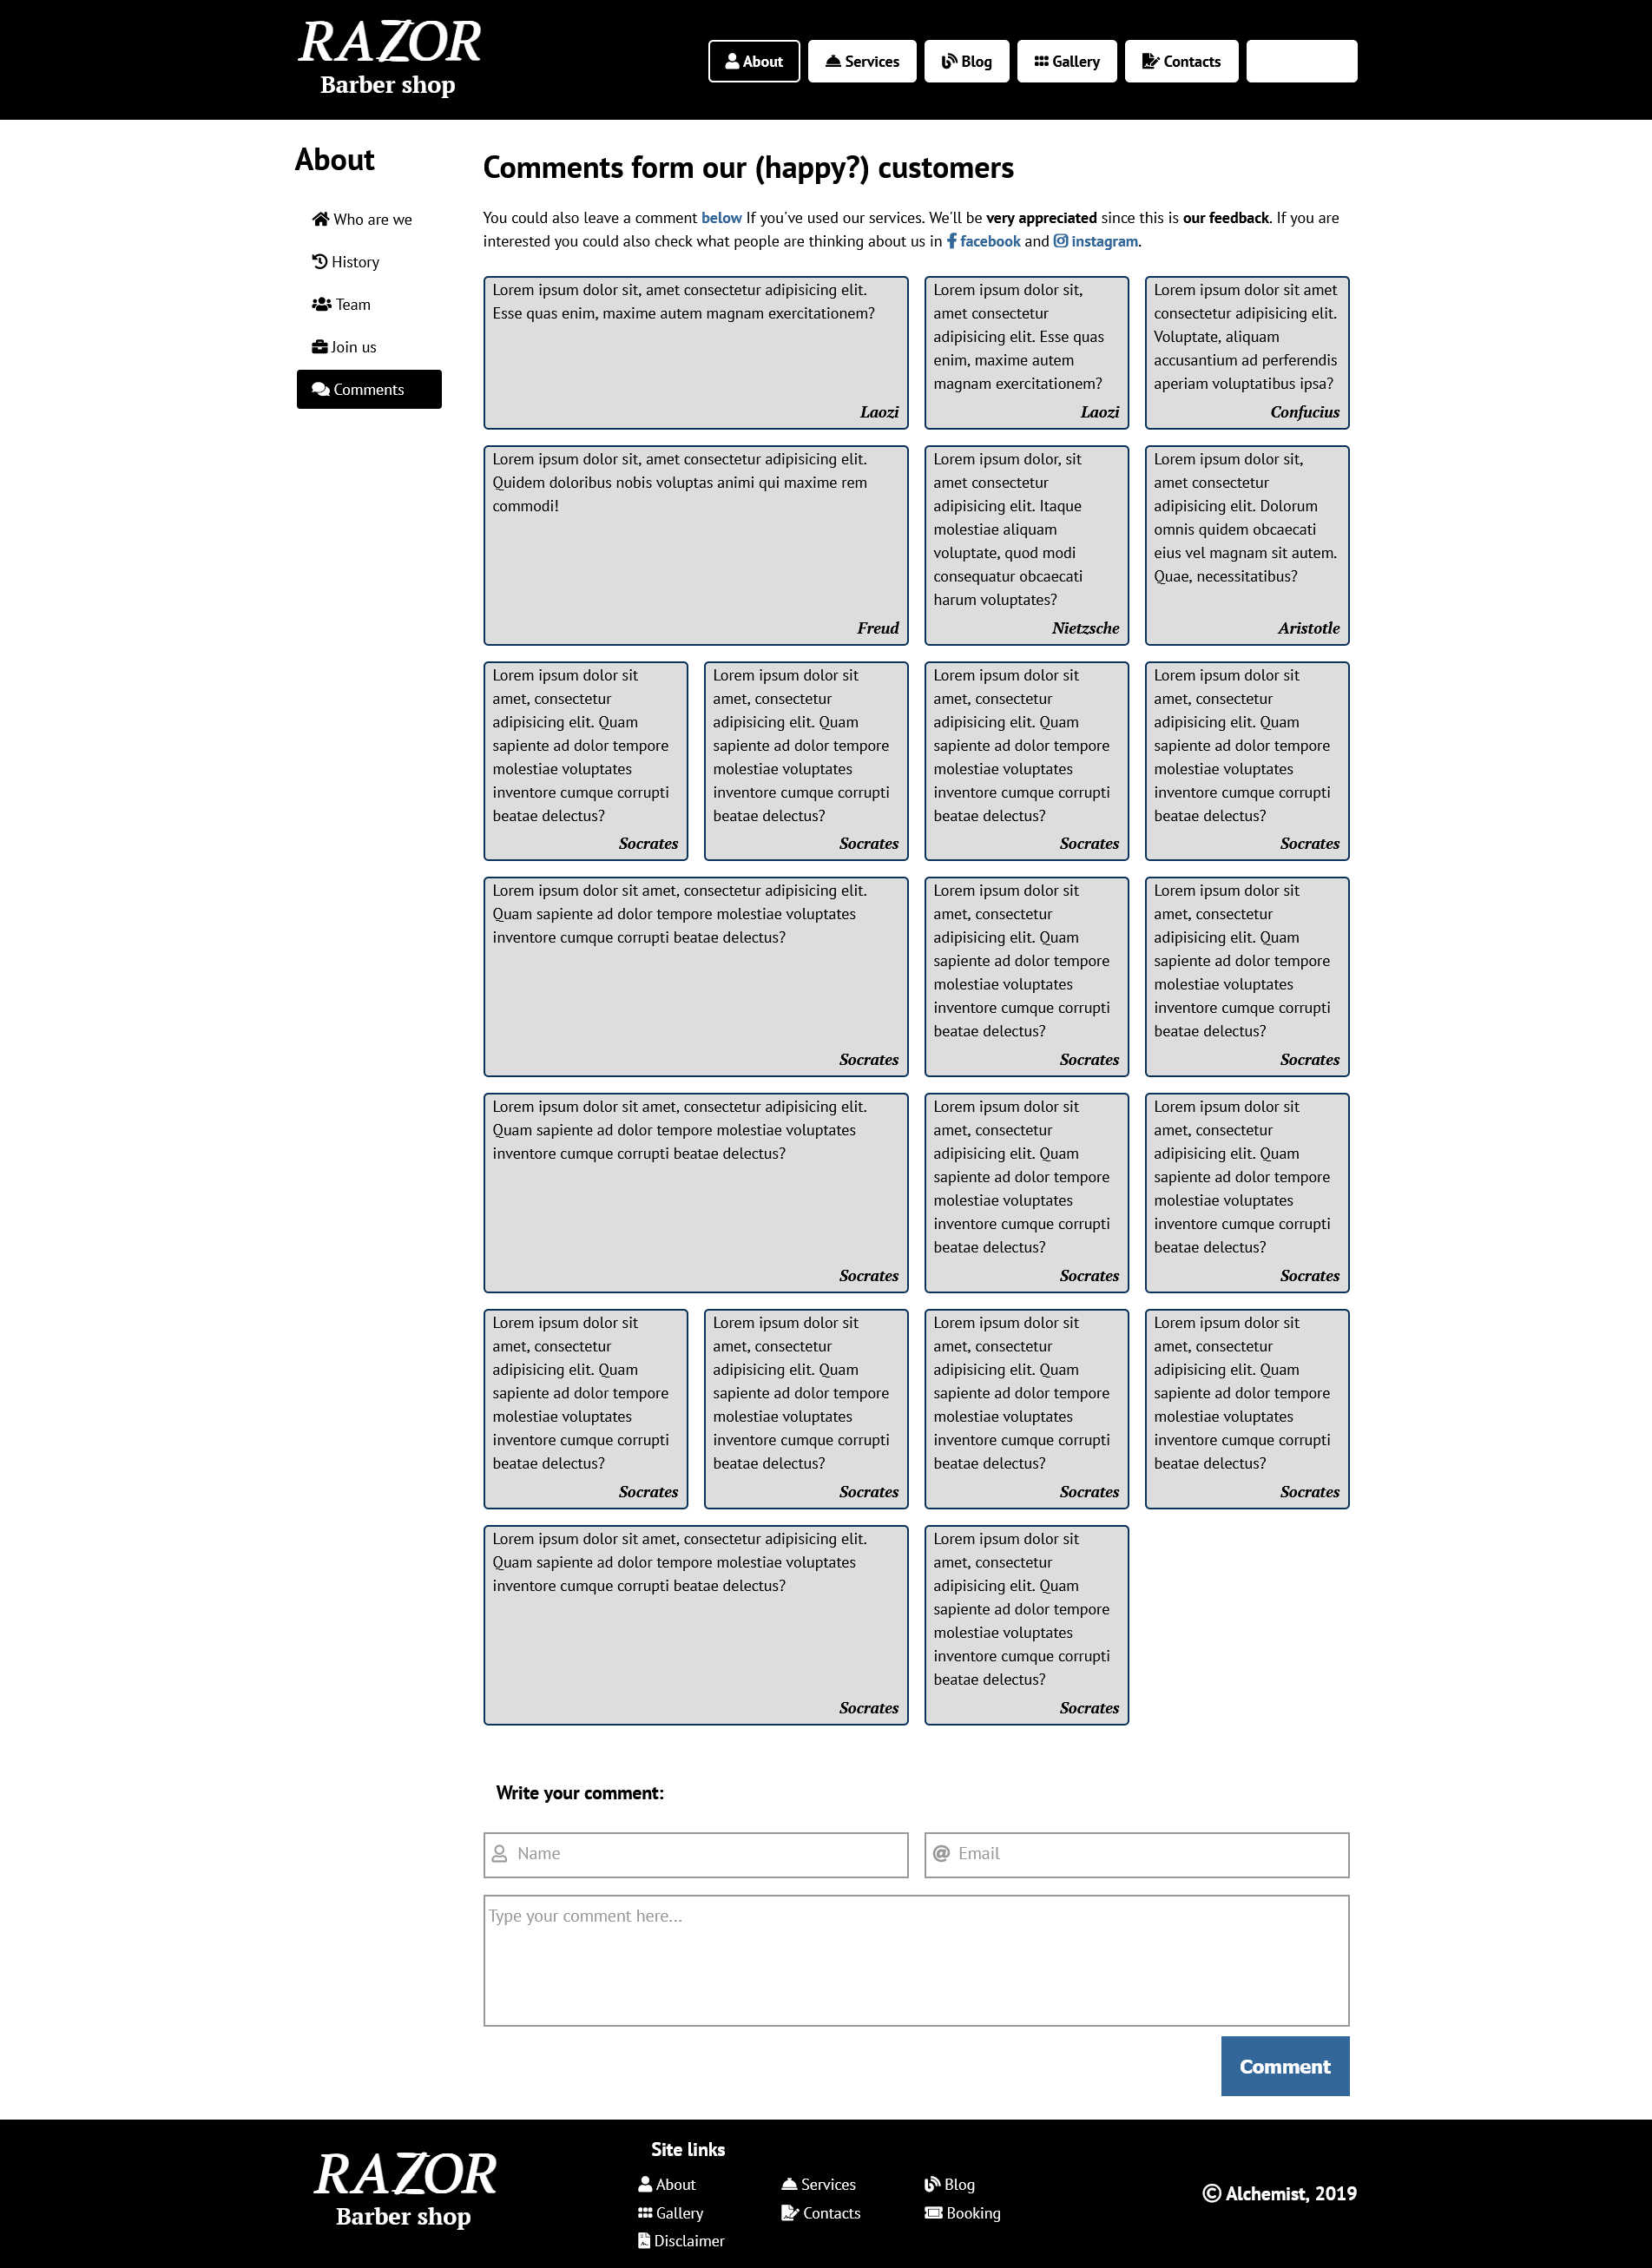 RAZOR
Barber shop
About
Services
Blog
Gallery
Contacts
About
Who are we
History
Team
Join us
Comments
Comments form our (happy?) customers
You could also leave a comment below If you've used our services. We'll be very appreciated since this is our feedback. If you are
interested you could also check what people are thinking about us in facebook and instagram.
Lorem ipsum dolor sit, amet consectetur adipisicing elit.
Esse quas enim, maxime autem magnam exercitationem?
Laozi
Lorem ipsum dolor sit,
amet consectetur
adipisicing elit. Esse quas
enim, maxime autem
magnam exercitationem?
Laozi
Lorem ipsum dolor sit amet
consectetur adipisicing elit.
Voluptate, aliquam
accusantium ad perferendis
aperiam voluptatibus ipsa?
Confucius
Lorem ipsum dolor sit, amet consectetur adipisicing elit.
Quidem doloribus nobis voluptas animi qui maxime rem
commodi!
Freud
Lorem ipsum dolor, sit
amet consectetur
adipisicing elit. Itaque
molestiae aliquam
voluptate, quod modi
consequatur obcaecati
harum voluptates?
Nietzsche
Lorem ipsum dolor sit,
amet consectetur
adipisicing elit. Dolorum
omnis quidem obcaecati
eius vel magnam sit autem.
Quae, necessitatibus?
Aristotle
Lorem ipsum dolor sit
amet, consectetur
adipisicing elit. Quam
sapiente ad dolor tempore
molestiae voluptates
inventore cumque corrupti
beatae delectus?
Socrates
Lorem ipsum dolor sit
amet, consectetur
adipisicing elit. Quam
sapiente ad dolor tempore
molestiae voluptates
inventore cumque corrupti
beatae delectus?
Socrates
Lorem ipsum dolor sit
amet, consectetur
adipisicing elit. Quam
sapiente ad dolor tempore
molestiae voluptates
inventore cumque corrupti
beatae delectus?
Socrates
Lorem ipsum dolor sit
amet, consectetur
adipisicing elit. Quam
sapiente ad dolor tempore
molestiae voluptates
inventore cumque corrupti
beatae delectus?
Socrates
Lorem ipsum dolor sit amet, consectetur adipisicing elit.
Quam sapiente ad dolor tempore molestiae voluptates
inventore cumque corrupti beatae delectus?
Socrates
Lorem ipsum dolor sit
amet, consectetur
adipisicing elit. Quam
sapiente ad dolor tempore
molestiae voluptates
inventore cumque corrupti
beatae delectus?
Socrates
Lorem ipsum dolor sit
amet, consectetur
adipisicing elit. Quam
sapiente ad dolor tempore
molestiae voluptates
inventore cumque corrupti
beatae delectus?
Socrates
Lorem ipsum dolor sit amet, consectetur adipisicing elit.
Quam sapiente ad dolor tempore molestiae voluptates
inventore cumque corrupti beatae delectus?
Socrates
Lorem ipsum dolor sit
amet, consectetur
adipisicing elit. Quam
sapiente ad dolor tempore
molestiae voluptates
inventore cumque corrupti
beatae delectus?
Socrates
Lorem ipsum dolor sit
amet, consectetur
adipisicing elit. Quam
sapiente ad dolor tempore
molestiae voluptates
inventore cumque corrupti
beatae delectus?
Socrates
Lorem ipsum dolor sit
amet, consectetur
adipisicing elit. Quam
sapiente ad dolor tempore
molestiae voluptates
inventore cumque corrupti
beatae delectus?
Socrates
Lorem ipsum dolor sit
amet, consectetur
adipisicing elit. Quam
sapiente ad dolor tempore
molestiae voluptates
inventore cumque corrupti
beatae delectus?
Socrates
Lorem ipsum dolor sit
amet, consectetur
adipisicing elit. Quam
sapiente ad dolor tempore
molestiae voluptates
inventore cumque corrupti
beatae delectus?
Socrates
Lorem ipsum dolor sit
amet, consectetur
adipisicing elit. Quam
sapiente ad dolor tempore
molestiae voluptates
inventore cumque corrupti
beatae delectus?
Socrates
Lorem ipsum dolor sit amet, consectetur adipisicing elit.
Quam sapiente ad dolor tempore molestiae voluptates
inventore cumque corrupti beatae delectus?
Socrates
Lorem ipsum dolor sit
amet, consectetur
adipisicing elit. Quam
sapiente ad dolor tempore
molestiae voluptates
inventore cumque corrupti
beatae delectus?
Socrates
Write your comment:
Name
@ Email
Type your comment here...
Comment
RAZOR
Barber shop
Site links
About
Services
Blog
Gallery
Contacts
Booking
Disclaimer
© Alchemist, 2019